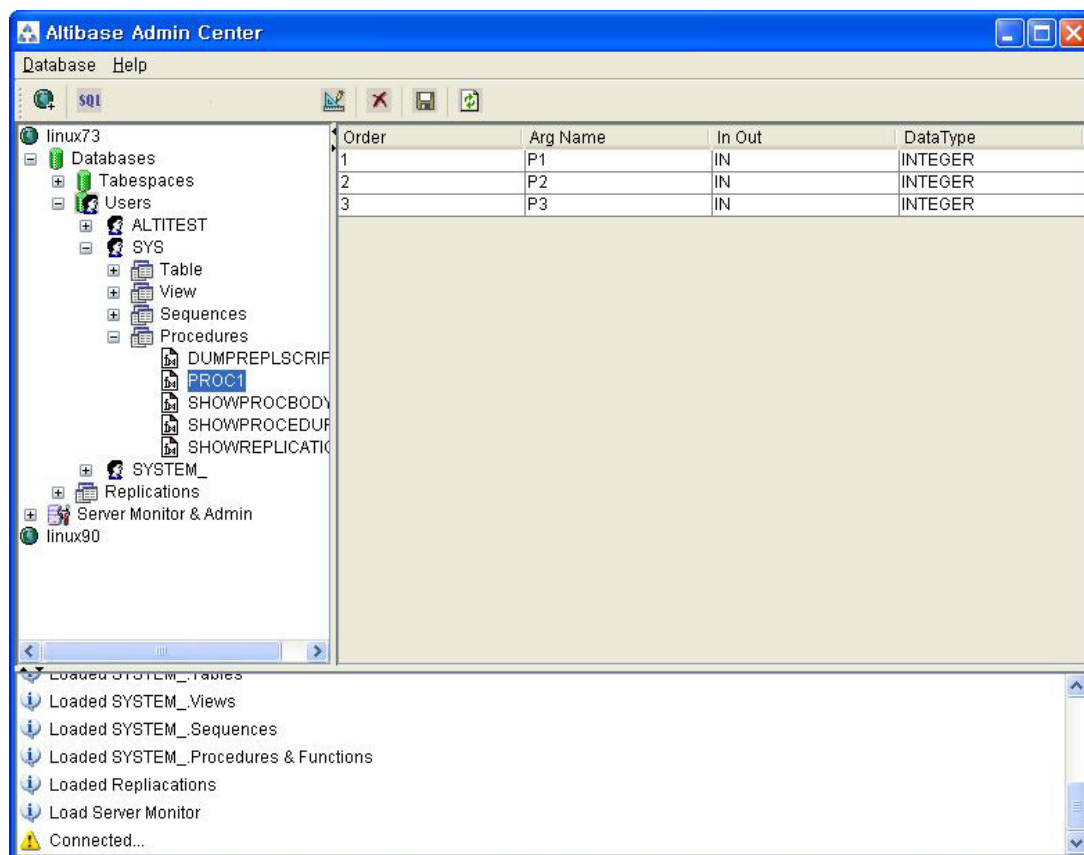 Altibase Admin Center
Database Help
SQL
linux73
Databases
Tabespaces
Users
ALTITEST
SYS
Table
View
Sequences
Procedures
DUMPREPLSCRIF
PROC1
SHOWPROCBODY
SHOWPROCEDUF
SHOWREPLICATIC
SYSTEM_
Replications
Server Monitor & Admin
linux90
Order Arg Name In Out DataType
1 P1 IN INTEGER
2 P2 IN INTEGER
3 P3 IN INTEGER
Loaded SYSTEM_.Tables
Loaded SYSTEM_.Views
Loaded SYSTEM_.Sequences
Loaded SYSTEM_.Procedures & Functions
Loaded Repliacations
Load Server Monitor
Connected...